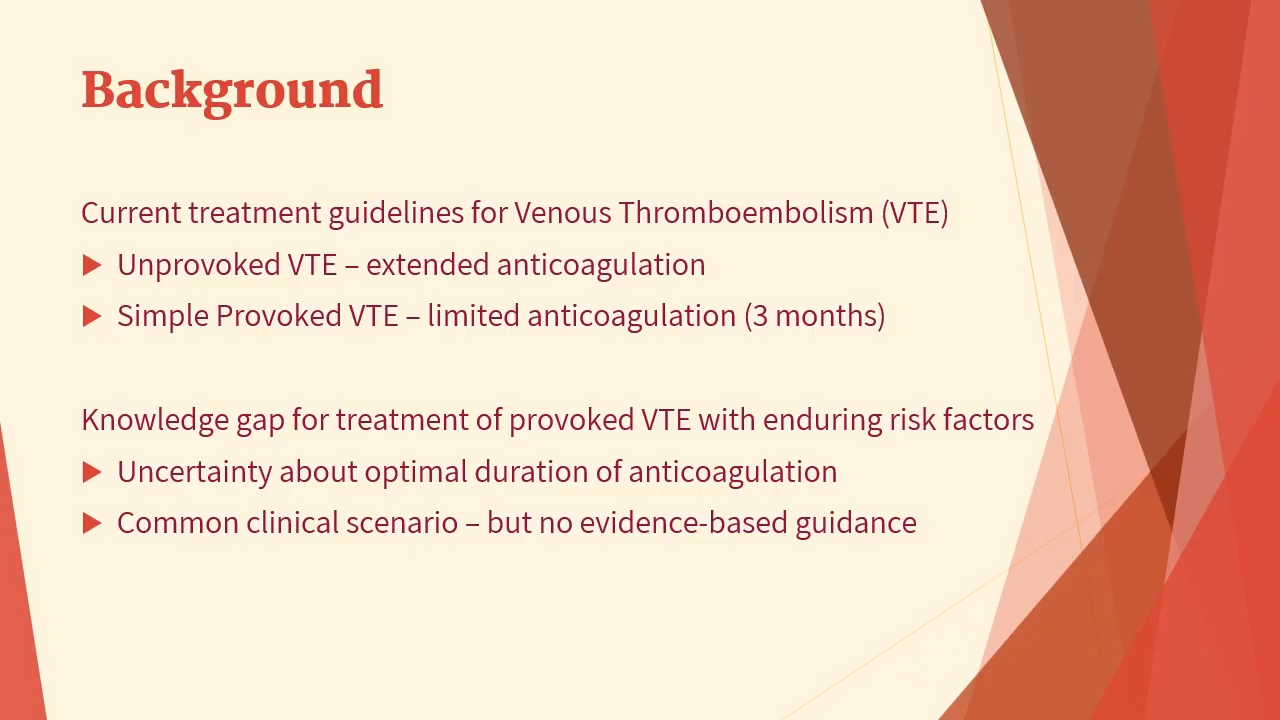 Background
Current treatment guidelines for Venous Thromboembolism (VTE)
Unprovoked VTE – extended anticoagulation
Simple Provoked VTE – limited anticoagulation (3 months)
Knowledge gap for treatment of provoked VTE with enduring risk factors
Uncertainty about optimal duration of anticoagulation
Common clinical scenario – but no evidence-based guidance